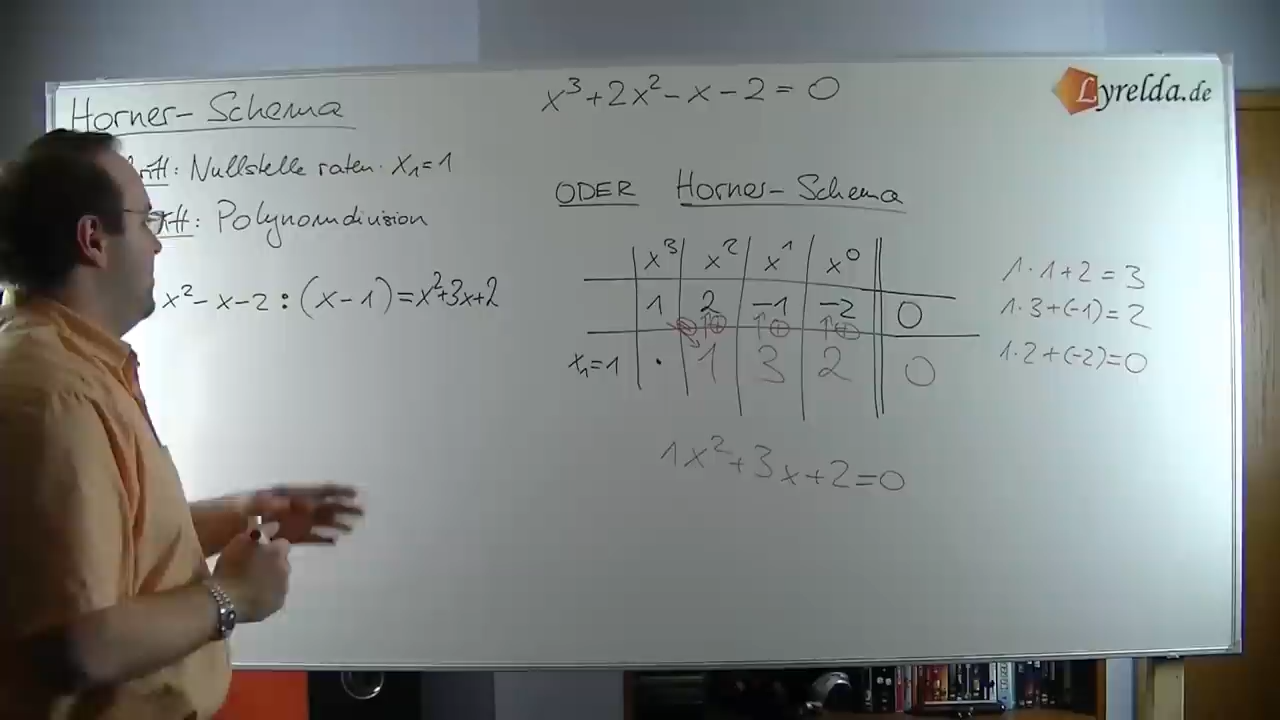 Horner-Schema
x³+2x²-x-2=0
Lyrelda.de
: Nullstelle raten. x₁=1
: Polynomdivision
x²-x-2:(x-1)=x²+3x+2
ODER Horner-Schema
x³ x² x¹ x⁰
1 2 -1 -2 0
x₁=1 · 1 3 2 0
1·1+2=3
1·3+(-1)=2
1·2+(-2)=0
1x²+3x+2=0